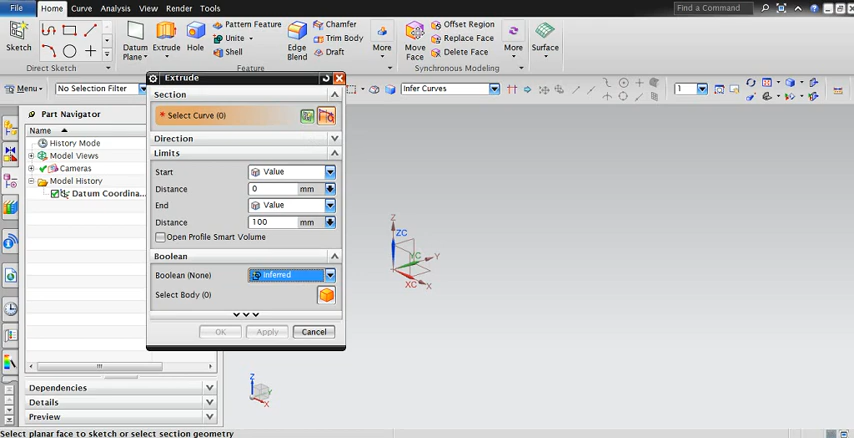 File Home Curve Analysis View Render Tools Find a Command
Sketch
Direct Sketch
Datum Plane
Extrude
Hole
Pattern Feature
Unite
Shell
Edge Blend
Chamfer
Trim Body
Draft
More
Feature
Move Face
Offset Region
Replace Face
Delete Face
More
Synchronous Modeling
Surface
Menu No Selection Filter Infer Curves 1
Part Navigator
Name
History Mode
Model Views
Cameras
Model History
Datum Coordina...
Dependencies
Details
Preview
Extrude
Section
* Select Curve (0)
Direction
Limits
Start Value
Distance 0 mm
End Value
Distance 100 mm
Open Profile Smart Volume
Boolean
Boolean (None) Inferred
Select Body (0)
OK Apply Cancel
Z
ZC
YC Y
XC X
Z
Y
X
Select planar face to sketch or select section geometry